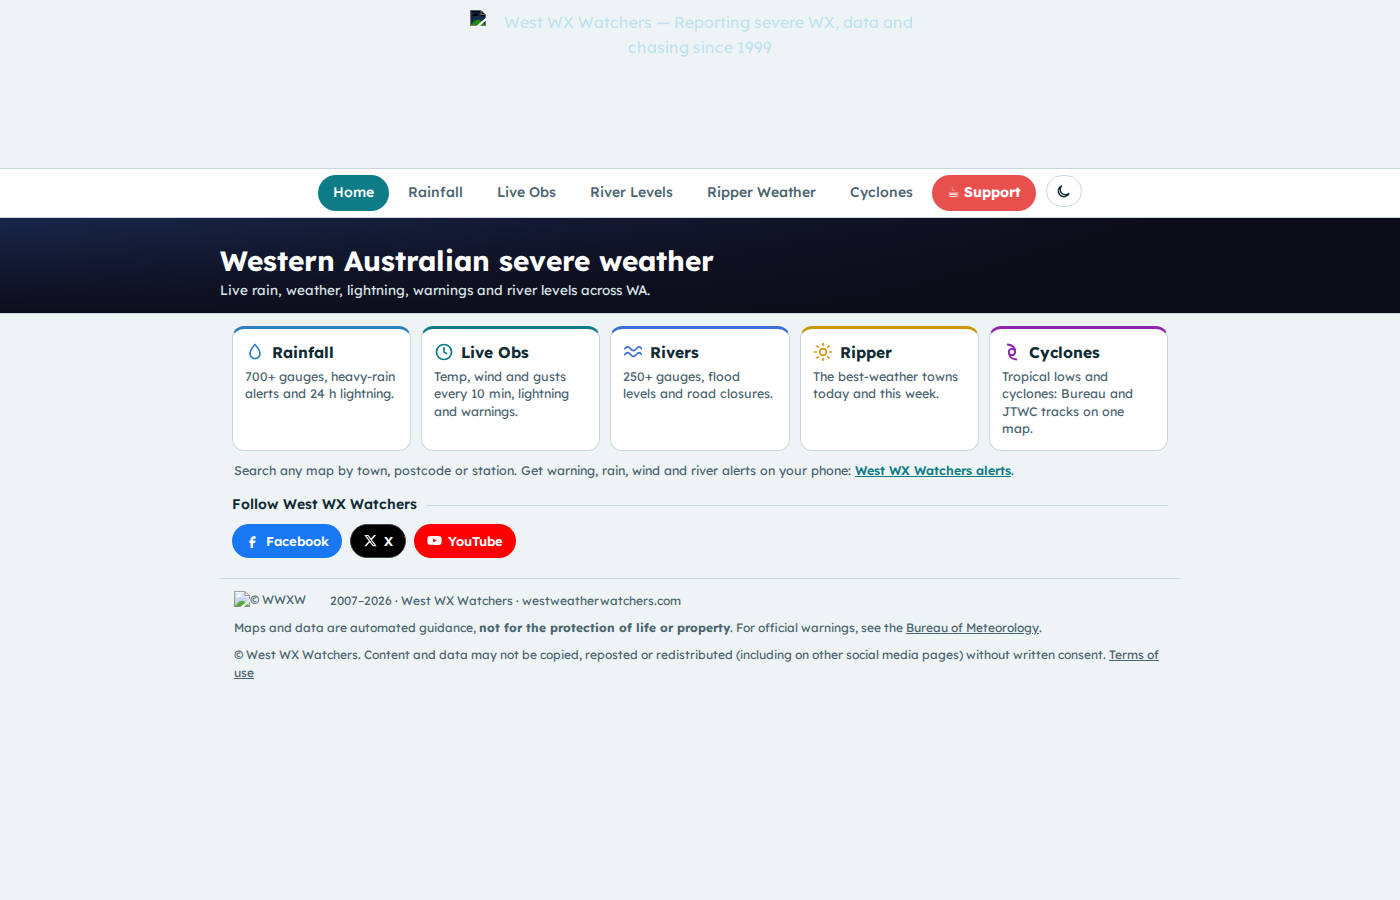 West WX Watchers — Reporting severe WX, data and
chasing since 1999
Home
Rainfall
Live Obs
River Levels
Ripper Weather
Cyclones
☕ Support
Western Australian severe weather
Live rain, weather, lightning, warnings and river levels across WA.
Rainfall
700+ gauges, heavy-rain
alerts and 24 h lightning.
Live Obs
Temp, wind and gusts
every 10 min, lightning
and warnings.
Rivers
250+ gauges, flood
levels and road closures.
Ripper
The best-weather towns
today and this week.
Cyclones
Tropical lows and
cyclones: Bureau and
JTWC tracks on one
map.
Search any map by town, postcode or station. Get warning, rain, wind and river alerts on your phone: West WX Watchers alerts.
Follow West WX Watchers
Facebook
X
YouTube
© WWXW 2007–2026 · West WX Watchers · westweatherwatchers.com
Maps and data are automated guidance, not for the protection of life or property. For official warnings, see the Bureau of Meteorology.
© West WX Watchers. Content and data may not be copied, reposted or redistributed (including on other social media pages) without written consent. Terms of
use